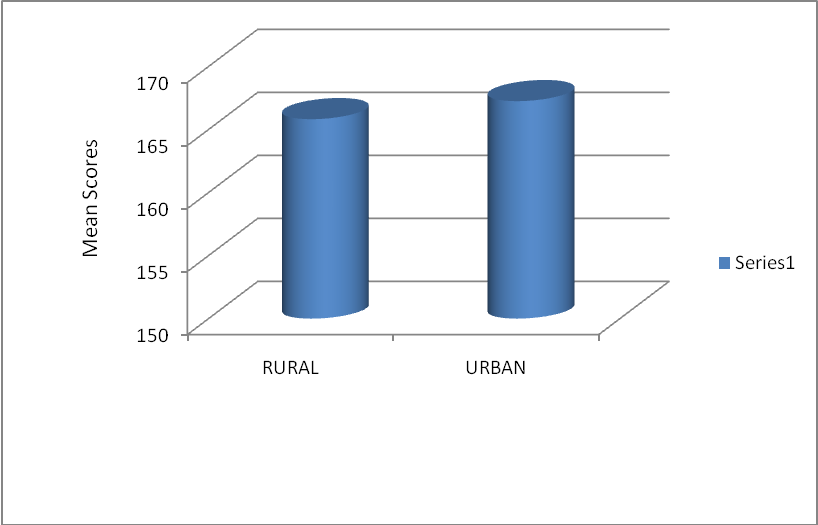 170
165
160
155
150
Mean Scores
RURAL
URBAN
Series1